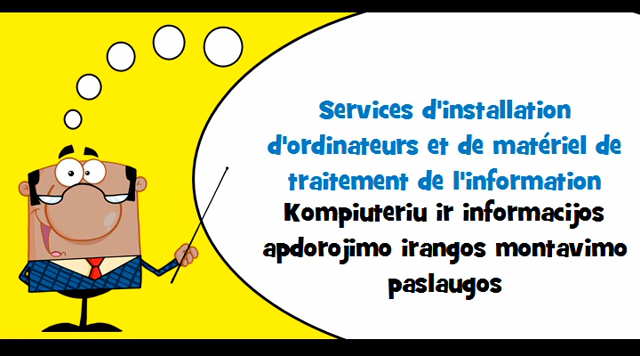 Services d'installation
d'ordinateurs et de matériel de
traitement de l'information
Kompiuteriu ir informacijos
apdorojimo irangos montavimo
paslaugos